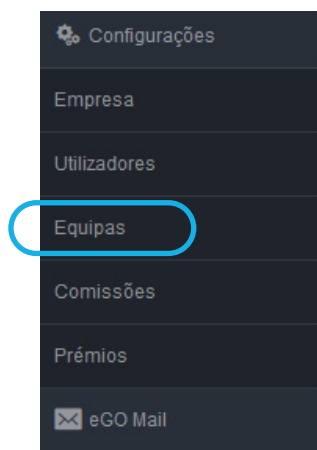 Configurações
Empresa
Utilizadores
Equipas
Comissões
Prémios
eGO Mail